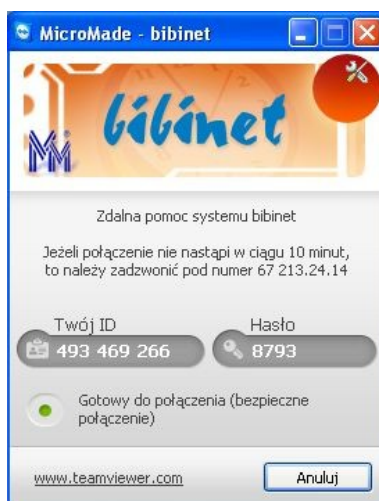 MicroMade - bibinet
bibinet
MM
Zdalna pomoc systemu bibinet
Jeżeli połączenie nie nastąpi w ciągu 10 minut,
to należy zadzwonić pod numer 67 213.24.14
Twój ID
Hasło
493 469 266
8793
Gotowy do połączenia (bezpieczne
połączenie)
www.teamviewer.com
Anuluj